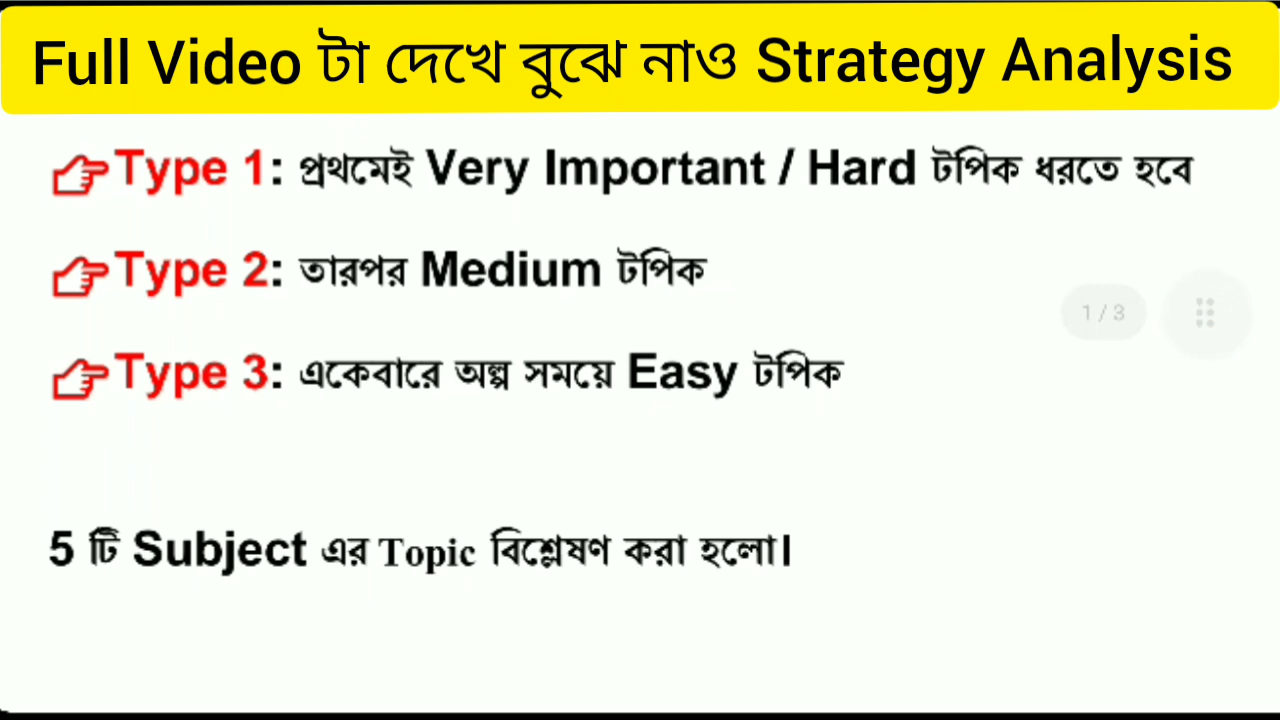 Full Video টা দেখে বুঝে নাও Strategy Analysis
Type 1: প্রথমেই Very Important / Hard টপিক ধরতে হবে
Type 2: তারপর Medium টপিক
1 / 3
Type 3: একেবারে অল্প সময়ে Easy টপিক
5 টি Subject এর Topic বিশ্লেষণ করা হলো।